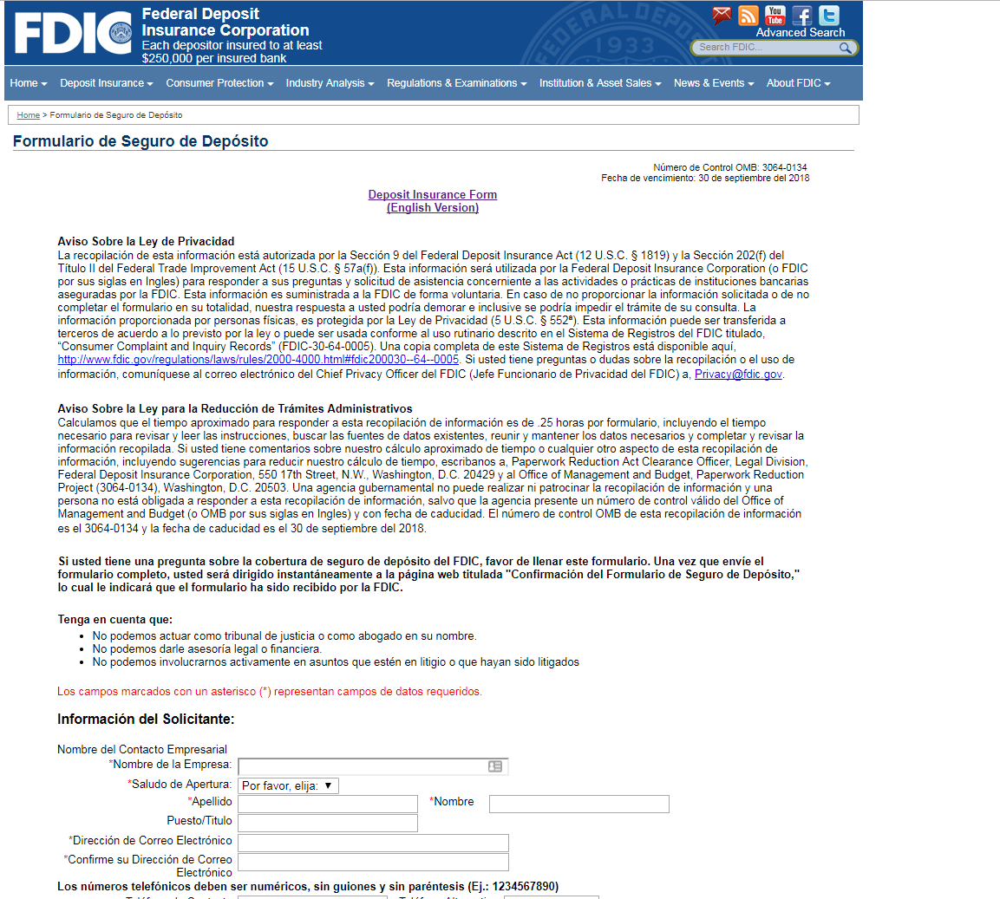 FDIC
Federal Deposit
Insurance Corporation
Each depositor insured to at least
$250,000 per insured bank
FEDERAL DEPOSIT
1933
You
Tube
Advanced Search
Search FDIC...
Home Deposit Insurance Consumer Protection Industry Analysis Regulations & Examinations Institution & Asset Sales News & Events About FDIC
Home > Formulario de Seguro de Depósito
Formulario de Seguro de Depósito
Número de Control OMB: 3064-0134
Fecha de vencimiento: 30 de septiembre del 2018
Deposit Insurance Form
(English Version)
Aviso Sobre la Ley de Privacidad
La recopilación de esta información está autorizada por la Sección 9 del Federal Deposit Insurance Act (12 U.S.C. § 1819) y la Sección 202(f) del
Título II del Federal Trade Improvement Act (15 U.S.C. § 57a(f)). Esta información será utilizada por la Federal Deposit Insurance Corporation (o FDIC
por sus siglas en Ingles) para responder a sus preguntas y solicitud de asistencia concerniente a las actividades o prácticas de instituciones bancarias
aseguradas por la FDIC. Esta información es suministrada a la FDIC de forma voluntaria. En caso de no proporcionar la información solicitada o de no
completar el formulario en su totalidad, nuestra respuesta a usted podría demorar e inclusive se podría impedir el trámite de su consulta. La
información proporcionada por personas físicas, es protegida por la Ley de Privacidad (5 U.S.C. § 552ª). Esta información puede ser transferida a
terceros de acuerdo a lo previsto por la ley o puede ser usada conforme al uso rutinario descrito en el Sistema de Registros del FDIC titulado,
“Consumer Complaint and Inquiry Records” (FDIC-30-64-0005). Una copia completa de este Sistema de Registros está disponible aquí,
http://www.fdic.gov/regulations/laws/rules/2000-4000.html#fdic200030--64--0005. Si usted tiene preguntas o dudas sobre la recopilación o el uso de
información, comuníquese al correo electrónico del Chief Privacy Officer del FDIC (Jefe Funcionario de Privacidad del FDIC) a, Privacy@fdic.gov.
Aviso Sobre la Ley para la Reducción de Trámites Administrativos
Calculamos que el tiempo aproximado para responder a esta recopilación de información es de .25 horas por formulario, incluyendo el tiempo
necesario para revisar y leer las instrucciones, buscar las fuentes de datos existentes, reunir y mantener los datos necesarios y completar y revisar la
información recopilada. Si usted tiene comentarios sobre nuestro cálculo aproximado de tiempo o cualquier otro aspecto de esta recopilación de
información, incluyendo sugerencias para reducir nuestro cálculo de tiempo, escribanos a, Paperwork Reduction Act Clearance Officer, Legal Division,
Federal Deposit Insurance Corporation, 550 17th Street, N.W., Washington, D.C. 20429 y al Office of Management and Budget, Paperwork Reduction
Project (3064-0134), Washington, D.C. 20503. Una agencia gubernamental no puede realizar ni patrocinar la recopilación de información y una
persona no está obligada a responder a esta recopilación de información, salvo que la agencia presente un número de control válido del Office of
Management and Budget (o OMB por sus siglas en Ingles) y con fecha de caducidad. El número de control OMB de esta recopilación de información
es el 3064-0134 y la fecha de caducidad es el 30 de septiembre del 2018.
Si usted tiene una pregunta sobre la cobertura de seguro de depósito del FDIC, favor de llenar este formulario. Una vez que envíe el
formulario completo, usted será dirigido instantáneamente a la página web titulada "Confirmación del Formulario de Seguro de Depósito,"
lo cual le indicará que el formulario ha sido recibido por la FDIC.
Tenga en cuenta que:
• No podemos actuar como tribunal de justicia o como abogado en su nombre.
• No podemos darle asesoría legal o financiera.
• No podemos involucrarnos activamente en asuntos que estén en litigio o que hayan sido litigados
Los campos marcados con un asterisco (*) representan campos de datos requeridos.
Información del Solicitante:
Nombre del Contacto Empresarial
*Nombre de la Empresa:
*Saludo de Apertura: Por favor, elija:
*Apellido *Nombre
Puesto/Titulo
*Dirección de Correo Electrónico
*Confirme su Dirección de Correo
Electrónico
Los números telefónicos deben ser numéricos, sin guiones y sin paréntesis (Ej.: 1234567890)